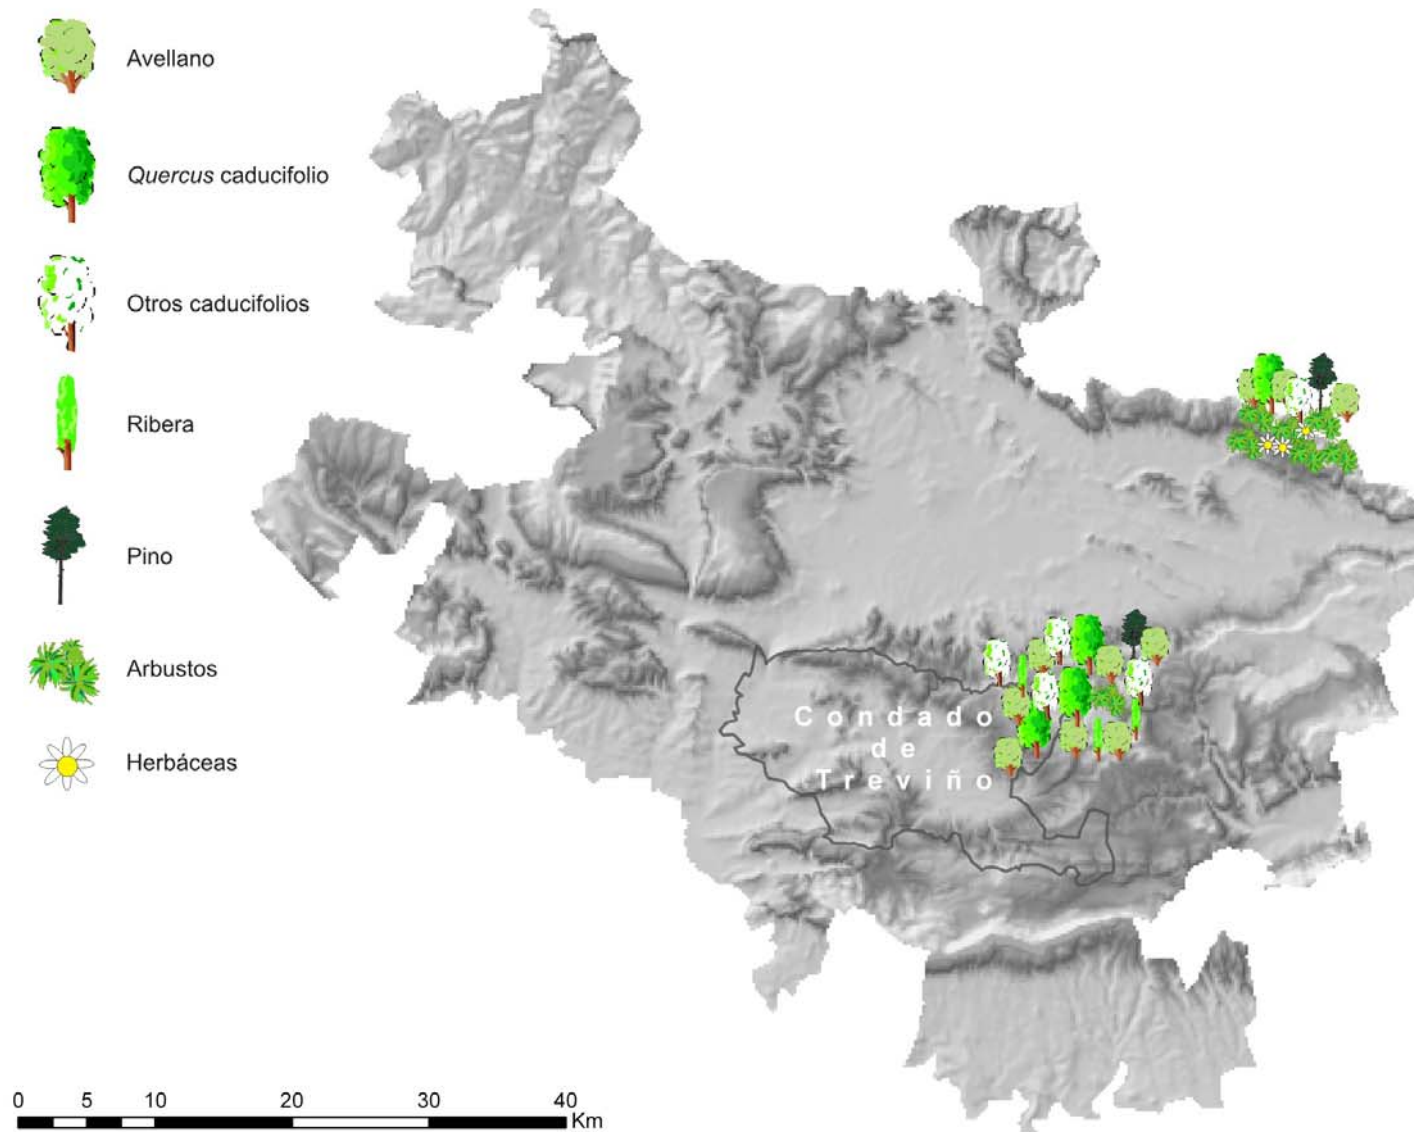 Avellano
Quercus caducifolio
Otros caducifolios
Ribera
Pino
Arbustos
Herbáceas
Condado
de
Treviño
0 5 10 20 30 40
Km